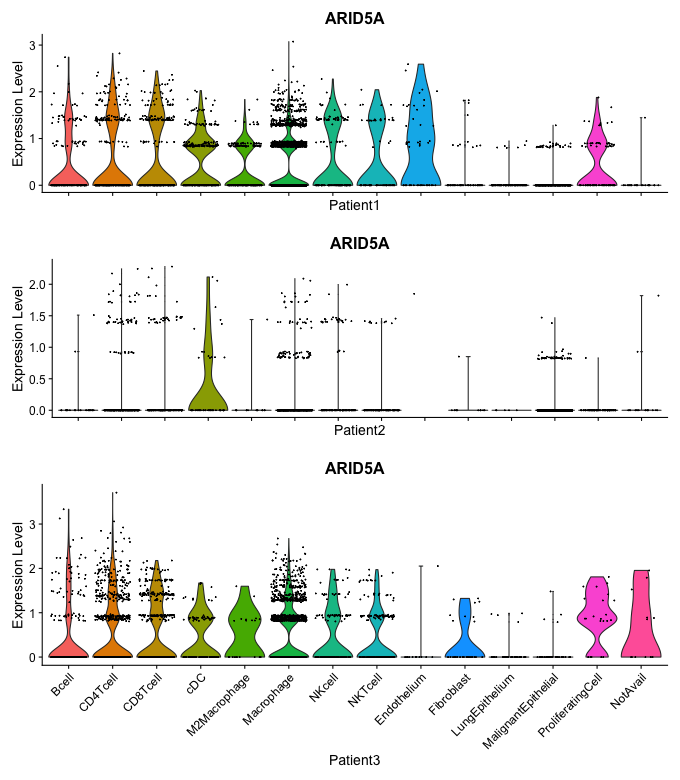 ARID5A
Expression Level
3
2
1
0
Patient1
ARID5A
Expression Level
2.0
1.5
1.0
0.5
0.0
Patient2
ARID5A
Expression Level
3
2
1
0
Bcell
CD4Tcell
CD8Tcell
cDC
M2Macrophage
Macrophage
NKcell
NKTcell
Endothelium
Fibroblast
LungEpithelium
MalignantEpithelial
ProliferatingCell
NotAvail
Patient3